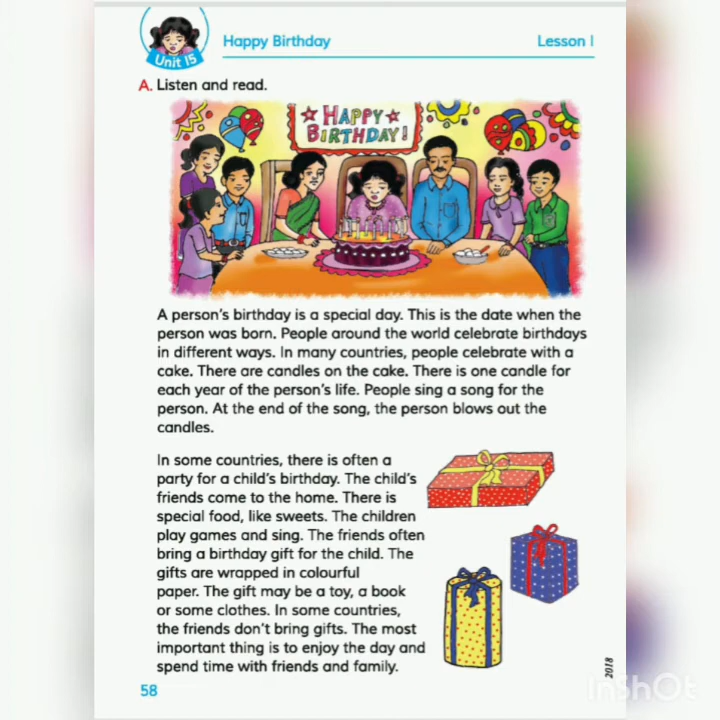 Unit 15
Happy Birthday
Lesson 1
A. Listen and read.
HAPPY
BIRTHDAY!
A person's birthday is a special day. This is the date when the
person was born. People around the world celebrate birthdays
in different ways. In many countries, people celebrate with a
cake. There are candles on the cake. There is one candle for
each year of the person's life. People sing a song for the
person. At the end of the song, the person blows out the
candles.
In some countries, there is often a
party for a child's birthday. The child's
friends come to the home. There is
special food, like sweets. The children
play games and sing. The friends often
bring a birthday gift for the child. The
gifts are wrapped in colourful
paper. The gift may be a toy, a book
or some clothes. In some countries,
the friends don't bring gifts. The most
important thing is to enjoy the day and
spend time with friends and family.
58
2018
InShOt